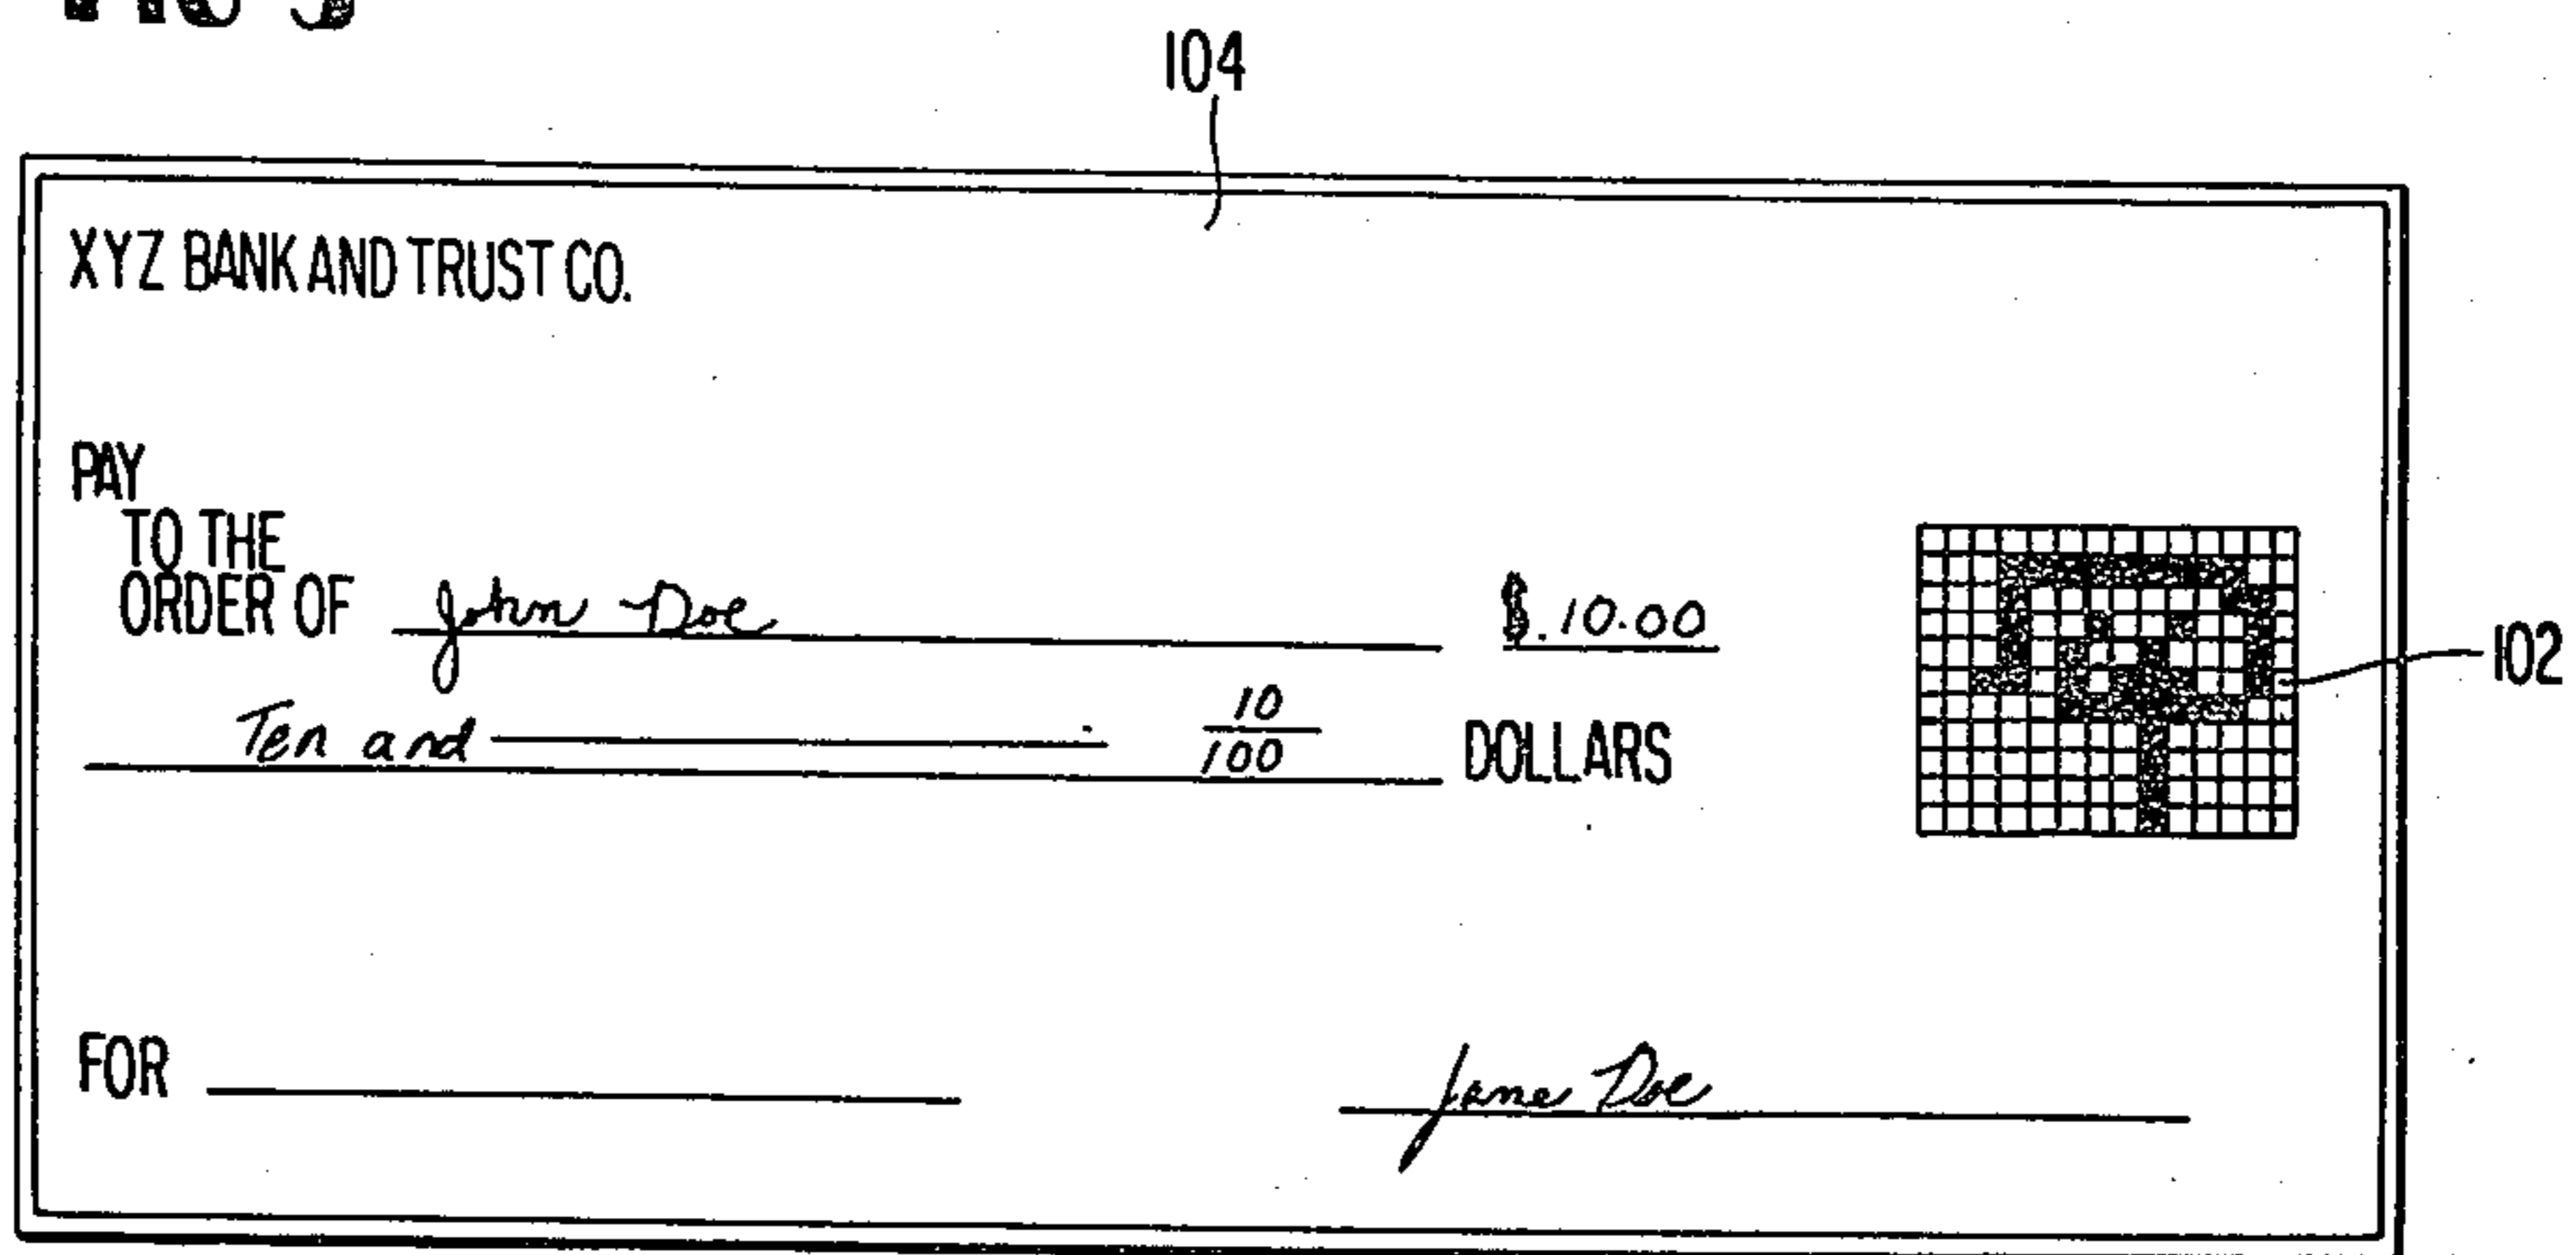 104
XYZ BANK AND TRUST CO.
PAY
TO THE
ORDER OF John Doe $.10.00
102
Ten and 10/100 DOLLARS
FOR Jane Doe